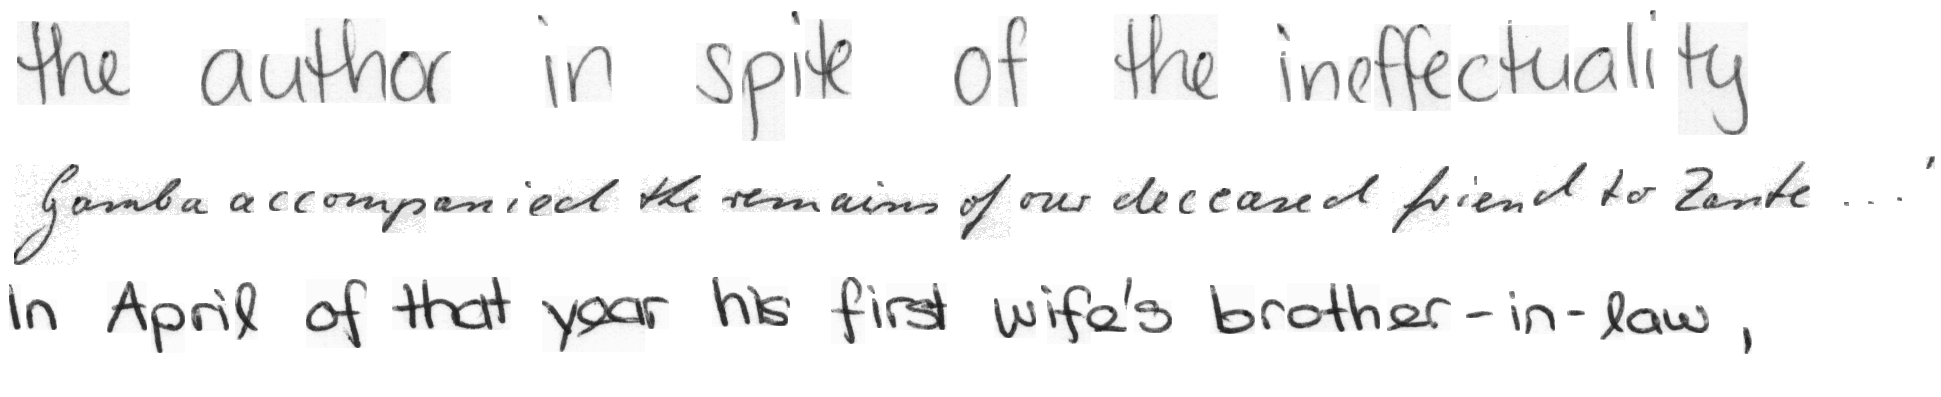 the author in spite of the ineffectuality
Gamba accompanied the remains of our deceased friend to Zante ... '
In April of that year his first wife's brother-in-law,